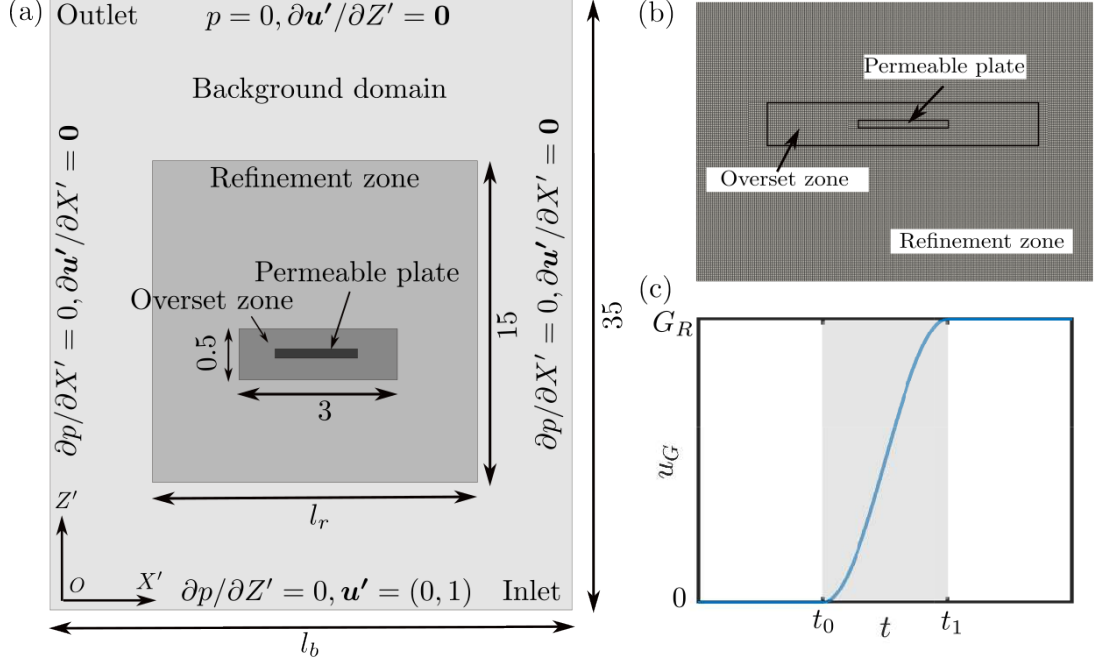 (a)
Outlet
p = 0, ∂u′/∂Z′ = 0
Background domain
∂p/∂X′ = 0, ∂u′/∂X′ = 0
Refinement zone
Permeable plate
Overset zone
0.5
3
15
∂p/∂X′ = 0, ∂u′/∂X′ = 0
35
l_r
Z′
O
X′
∂p/∂Z′ = 0, u′ = (0, 1)
Inlet
l_b
(b)
Permeable plate
Overset zone
Refinement zone
(c)
G_R
u_G
0
t_0
t
t_1